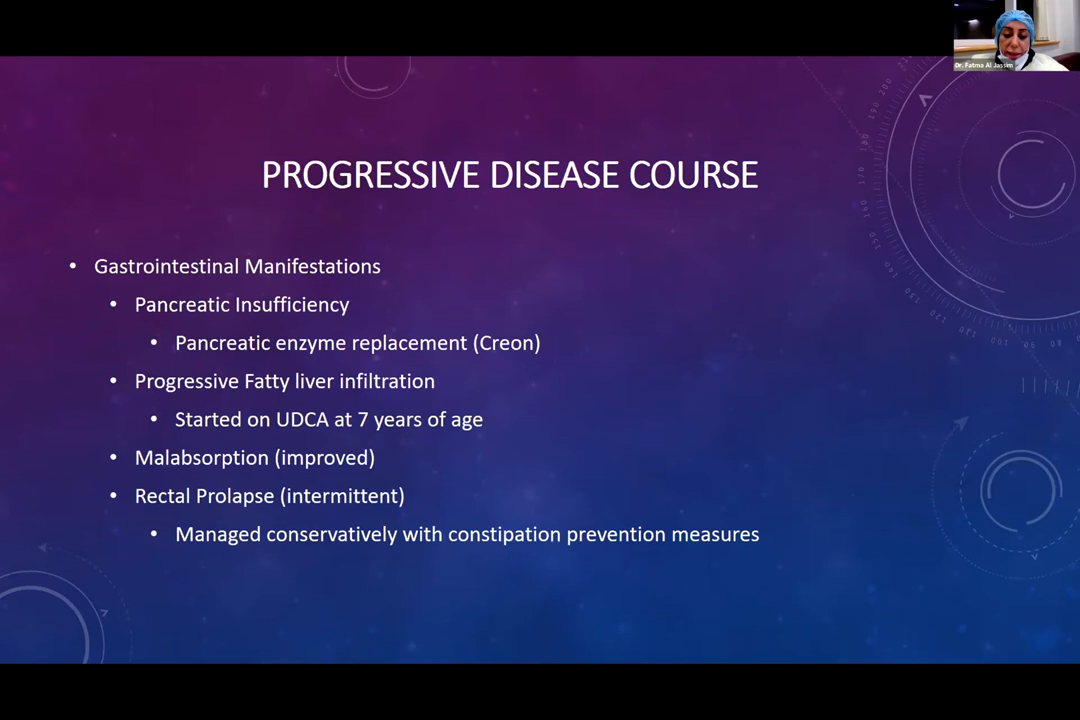 Dr. Fatma Al Jassim
PROGRESSIVE DISEASE COURSE
• Gastrointestinal Manifestations
• Pancreatic Insufficiency
• Pancreatic enzyme replacement (Creon)
• Progressive Fatty liver infiltration
• Started on UDCA at 7 years of age
• Malabsorption (improved)
• Rectal Prolapse (intermittent)
• Managed conservatively with constipation prevention measures